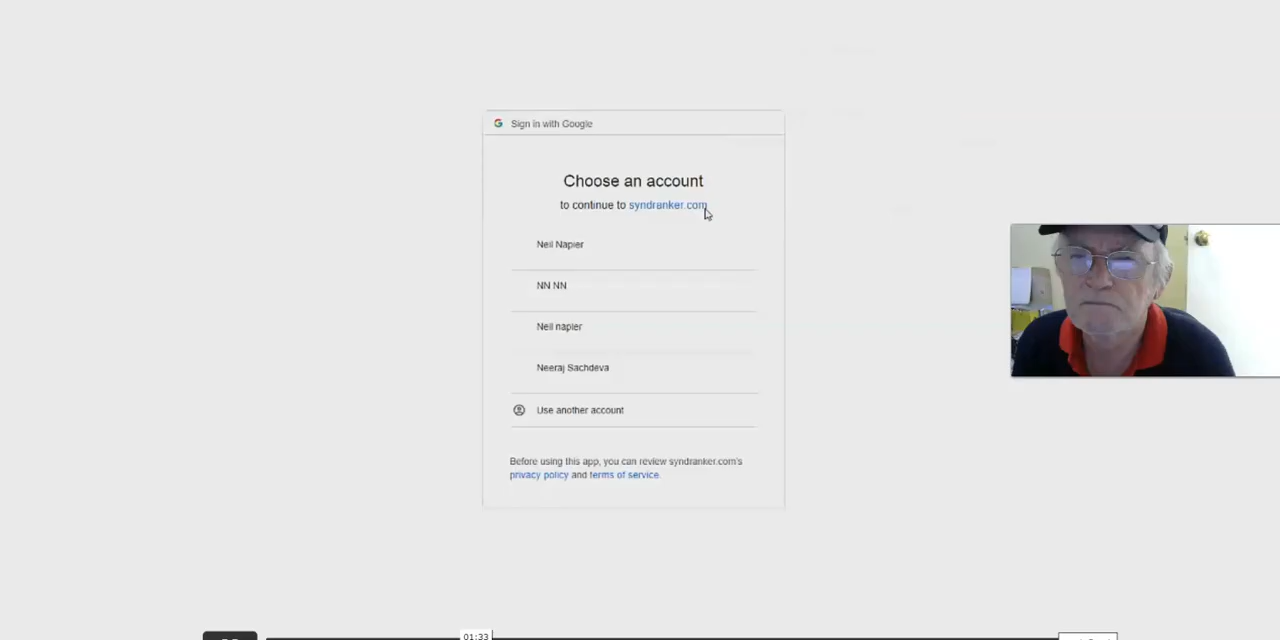 Sign in with Google
Choose an account
to continue to syndranker.com
Neil Napier
NN NN
Neil napier
Neeraj Sachdeva
Use another account
Before using this app, you can review syndranker.com's
privacy policy and terms of service.
01:33